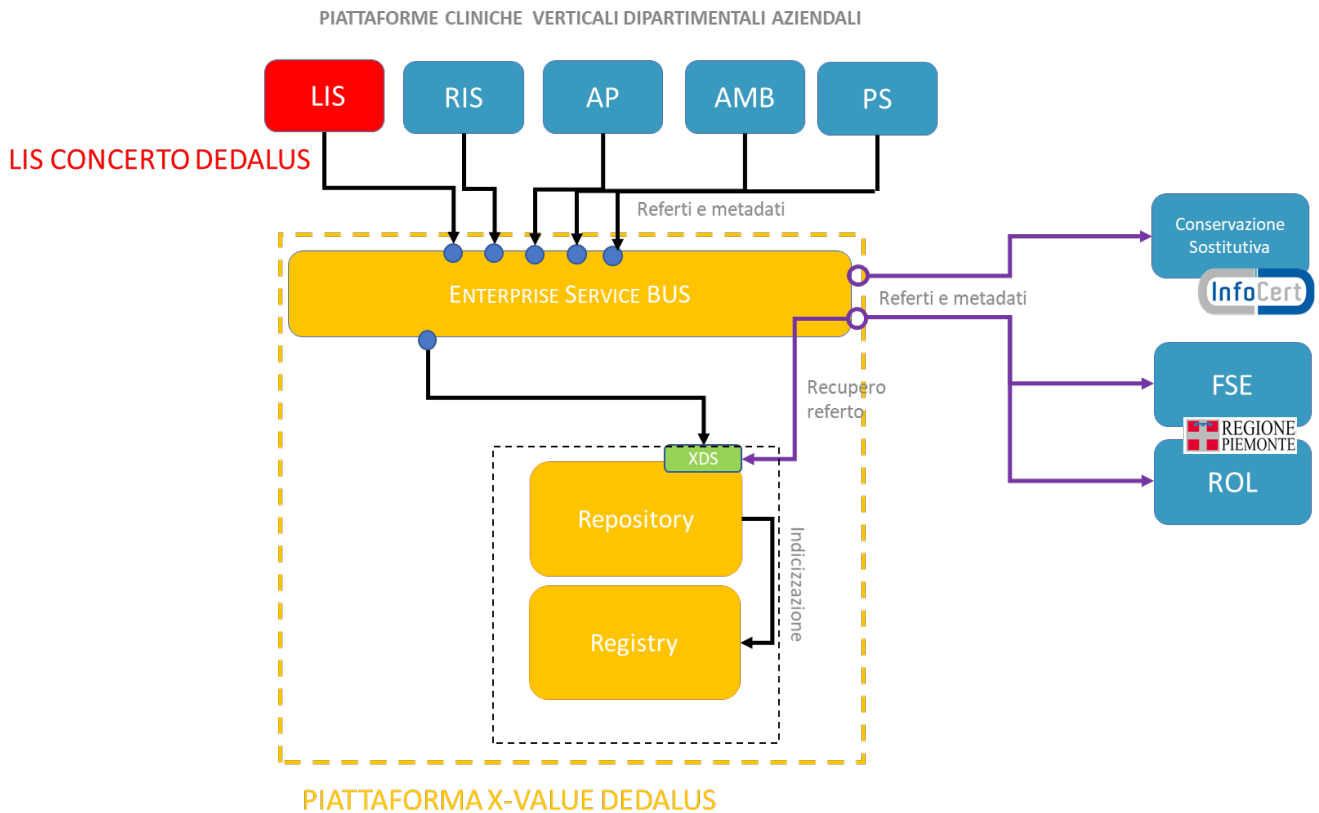 PIATTAFORME CLINICHE VERTICALI DIPARTIMENTALI AZIENDALI
LIS
RIS
AP
AMB
PS
LIS CONCERTO DEDALUS
Referti e metadati
Conservazione
Sostitutiva
InfoCert
ENTERPRISE SERVICE BUS
Referti e metadati
Recupero
referto
FSE
REGIONE
PIEMONTE
ROL
XDS
Repository
Indicizzazione
Registry
PIATTAFORMA X-VALUE DEDALUS